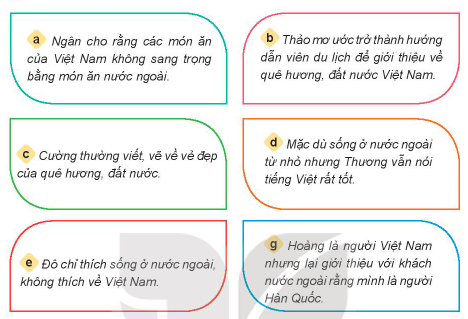 a Ngân cho rằng các món ăn
của Việt Nam không sang trọng
bằng món ăn nước ngoài.
b Thảo mơ ước trở thành hướng
dẫn viên du lịch để giới thiệu về
quê hương, đất nước Việt Nam.
c Cường thường viết, vẽ về vẻ đẹp
của quê hương, đất nước.
d Mặc dù sống ở nước ngoài
từ nhỏ nhưng Thương vẫn nói
tiếng Việt rất tốt.
e Đô chỉ thích sống ở nước ngoài,
không thích về Việt Nam.
g Hoàng là người Việt Nam
nhưng lại giới thiệu với khách
nước ngoài rằng mình là người
Hàn Quốc.